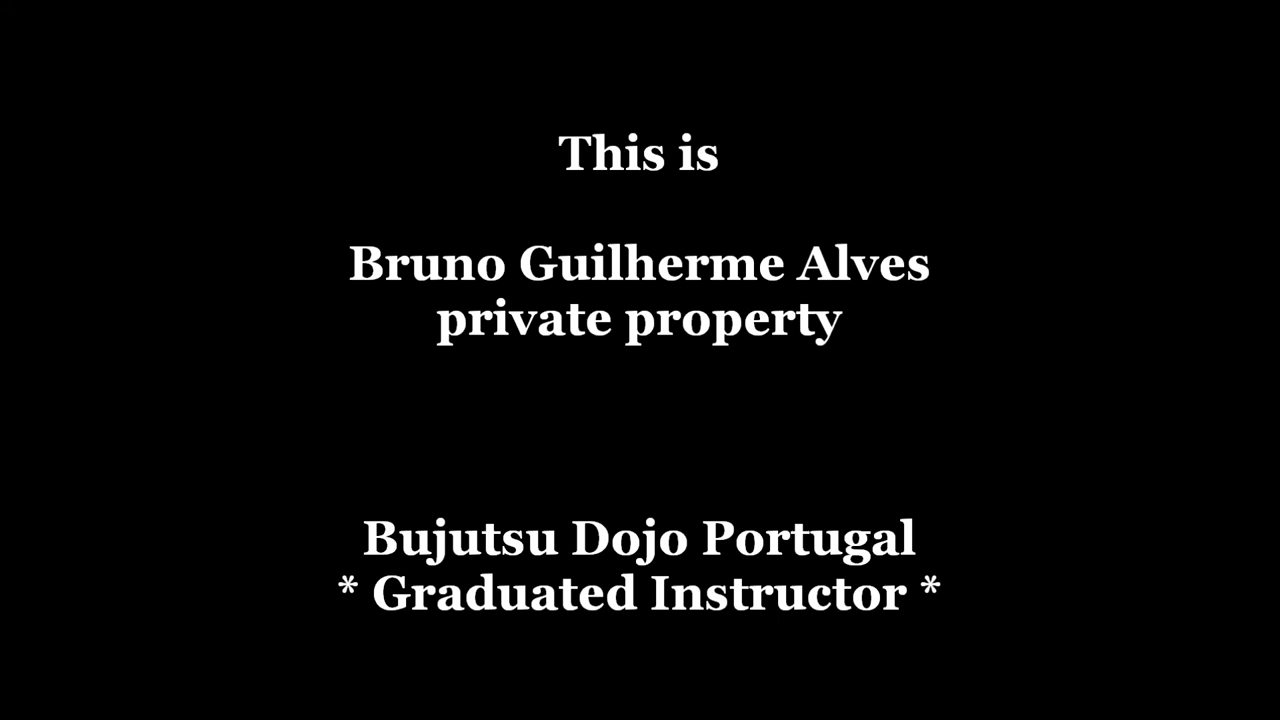 This is
Bruno Guilherme Alves
private property
Bujutsu Dojo Portugal
* Graduated Instructor *